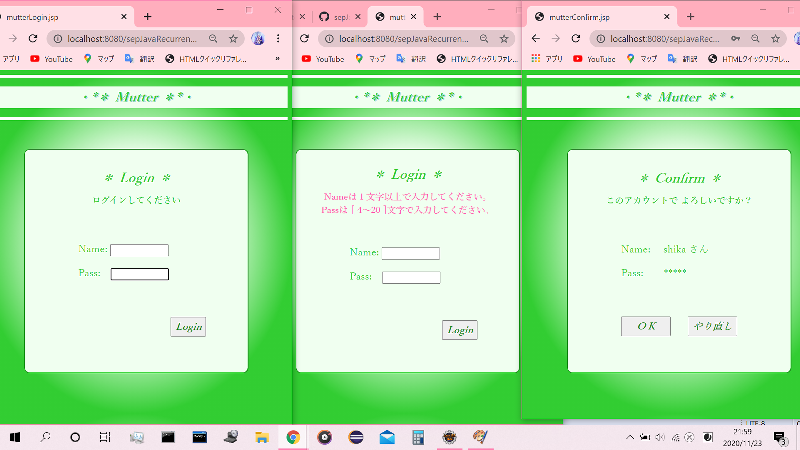 mutterLogin.jsp
localhost:8080/sepJavaRecurren...
アプリ YouTube マップ 翻訳 HTMLクイックリファレ... »
・*＊ Mutter ＊*・
＊ Login ＊
ログインしてください
Name:
Pass:
Login
sepJ
mutt
localhost:8080/sepJavaRecurren...
YouTube マップ 翻訳 HTMLクイックリファレ...
・*＊ Mutter ＊*・
＊ Login ＊
Nameは１文字以上で入力してください。
Passは [ 4～20 ]文字で入力してください。
Name:
Pass:
Login
mutterConfirm.jsp
localhost:8080/sepJavaRec
アプリ YouTube マップ 翻訳 HTMLクイックリファレ
・*＊ Mutter ＊*・
＊ Confirm ＊
このアカウントで よろしいですか？
Name: shika さん
Pass: *****
O K
やり直し
21:59
2020/11/23
3